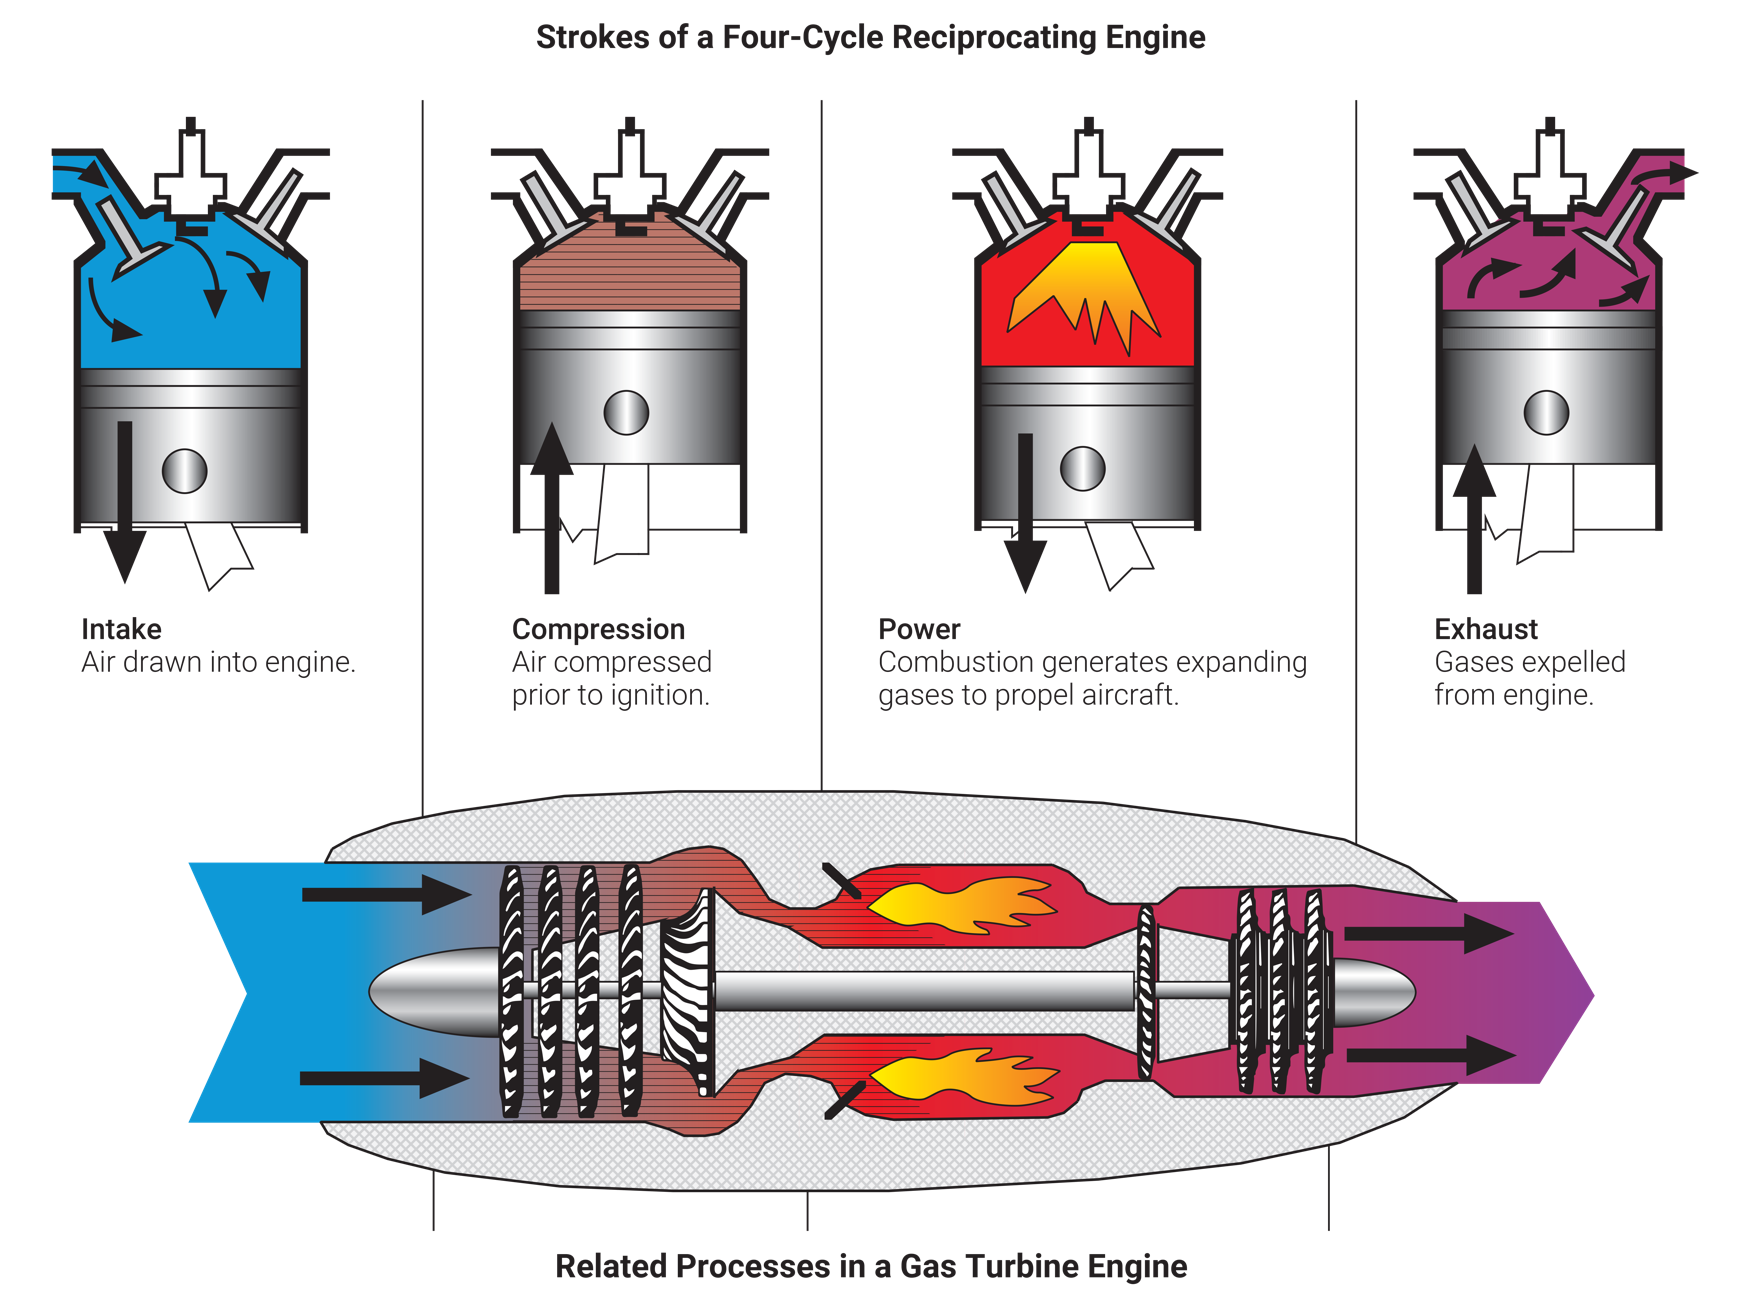 Strokes of a Four-Cycle Reciprocating Engine
Intake
Air drawn into engine.
Compression
Air compressed
prior to ignition.
Power
Combustion generates expanding
gases to propel aircraft.
Exhaust
Gases expelled
from engine.
Related Processes in a Gas Turbine Engine